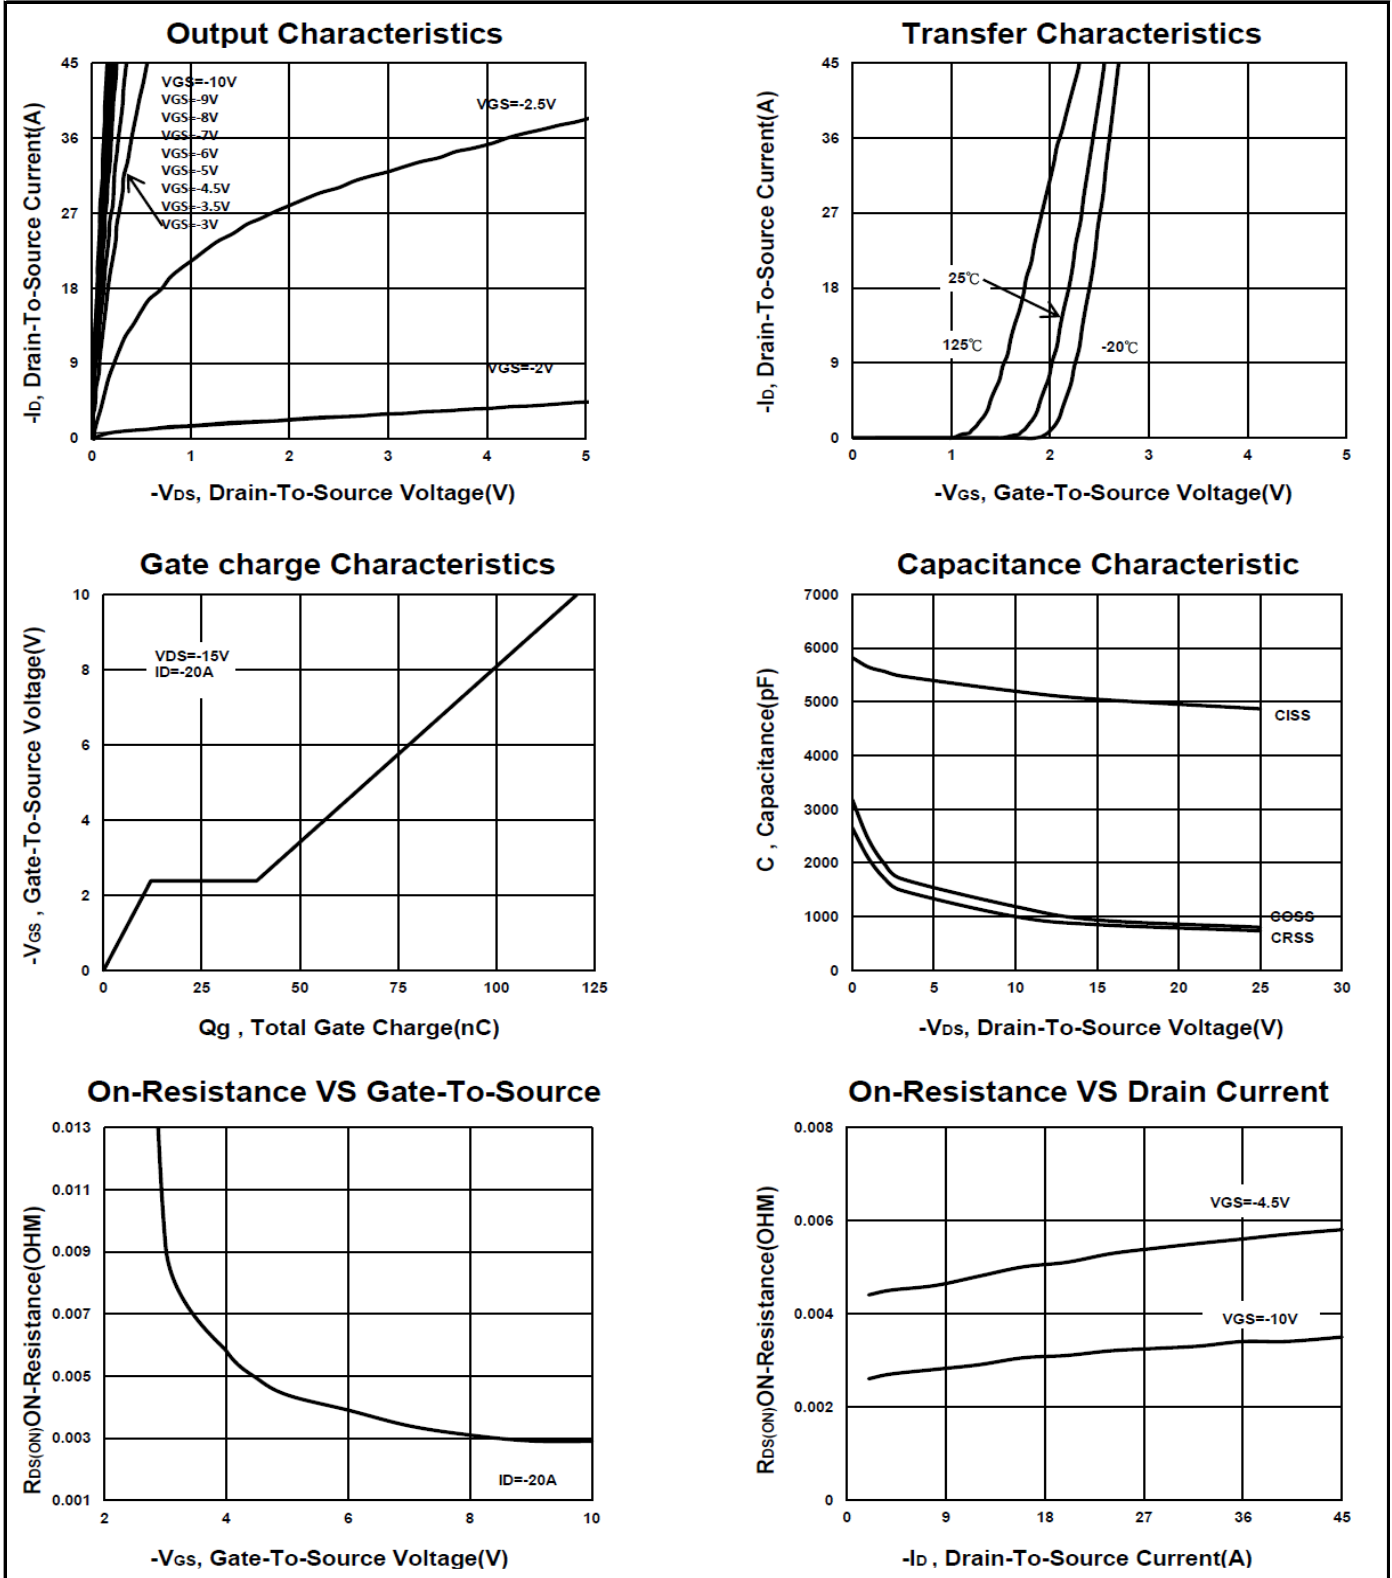 Output Characteristics
-ID, Drain-To-Source Current(A)
45
36
27
18
9
0
VGS=-10V
VGS=-9V
VGS=-8V
VGS=-7V
VGS=-6V
VGS=-5V
VGS=-4.5V
VGS=-3.5V
VGS=-3V
VGS=-2.5V
VGS=-2V
0 1 2 3 4 5
-VDS, Drain-To-Source Voltage(V)
Transfer Characteristics
-ID, Drain-To-Source Current(A)
45
36
27
18
9
0
25℃
125℃
-20℃
0 1 2 3 4 5
-VGS, Gate-To-Source Voltage(V)
Gate charge Characteristics
-VGS , Gate-To-Source Voltage(V)
10
8
6
4
2
0
VDS=-15V
ID=-20A
0 25 50 75 100 125
Qg , Total Gate Charge(nC)
Capacitance Characteristic
C , Capacitance(pF)
7000
6000
5000
4000
3000
2000
1000
0
CISS
COSS
CRSS
0 5 10 15 20 25 30
-VDS, Drain-To-Source Voltage(V)
On-Resistance VS Gate-To-Source
RDS(ON)ON-Resistance(OHM)
0.013
0.011
0.009
0.007
0.005
0.003
0.001
ID=-20A
2 4 6 8 10
-VGS, Gate-To-Source Voltage(V)
On-Resistance VS Drain Current
RDS(ON)ON-Resistance(OHM)
0.008
0.006
0.004
0.002
0
VGS=-4.5V
VGS=-10V
0 9 18 27 36 45
-ID , Drain-To-Source Current(A)